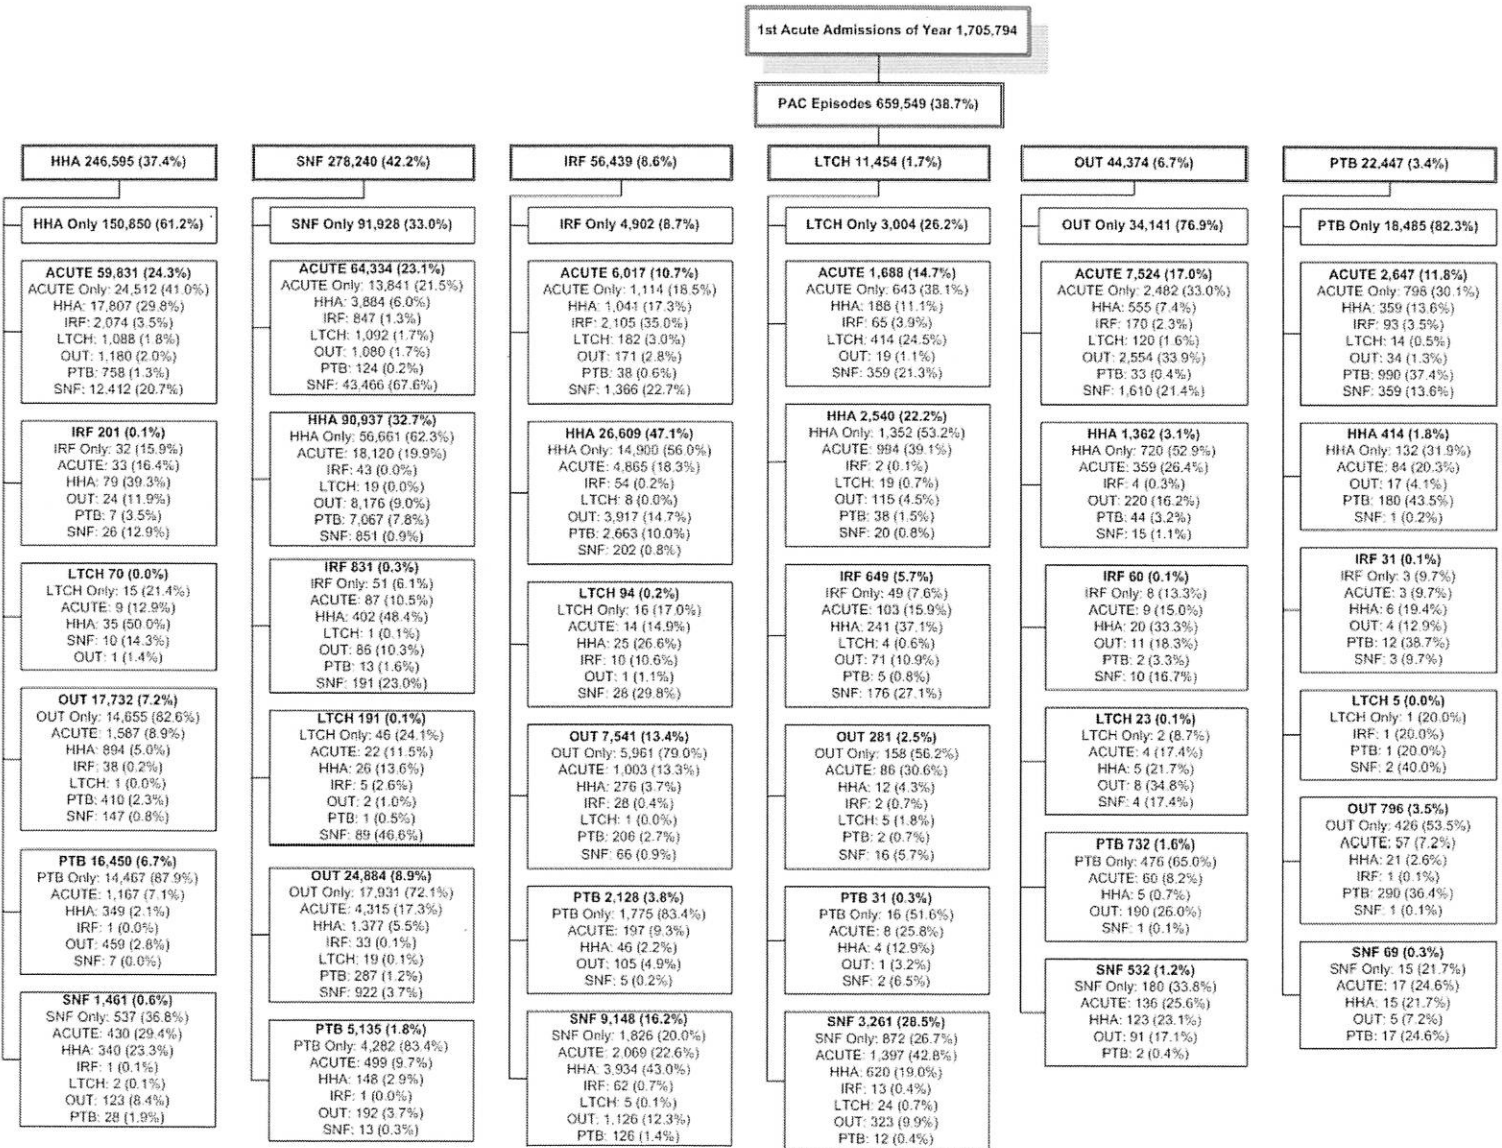 1st Acute Admissions of Year 1,705,794
PAC Episodes 659,549 (38.7%)
HHA 246,595 (37.4%)
HHA Only 150,850 (61.2%)
ACUTE 59,831 (24.3%)
ACUTE Only: 24,512 (41.0%)
HHA: 17,807 (29.8%)
IRF: 2,074 (3.5%)
LTCH: 1,088 (1.8%)
OUT: 1,180 (2.0%)
PTB: 758 (1.3%)
SNF: 12,412 (20.7%)
IRF 201 (0.1%)
IRF Only: 32 (15.9%)
ACUTE: 33 (16.4%)
HHA: 79 (39.3%)
OUT: 24 (11.9%)
PTB: 7 (3.5%)
SNF: 26 (12.9%)
LTCH 70 (0.0%)
LTCH Only: 15 (21.4%)
ACUTE: 9 (12.9%)
HHA: 35 (50.0%)
SNF: 10 (14.3%)
OUT: 1 (1.4%)
OUT 17,732 (7.2%)
OUT Only: 14,655 (82.6%)
ACUTE: 1,587 (8.9%)
HHA: 894 (5.0%)
IRF: 38 (0.2%)
LTCH: 1 (0.0%)
PTB: 410 (2.3%)
SNF: 147 (0.8%)
PTB 16,450 (6.7%)
PTB Only: 14,467 (87.9%)
ACUTE: 1,167 (7.1%)
HHA: 349 (2.1%)
IRF: 1 (0.0%)
OUT: 459 (2.8%)
SNF: 7 (0.0%)
SNF 1,461 (0.6%)
SNF Only: 537 (36.8%)
ACUTE: 430 (29.4%)
HHA: 340 (23.3%)
IRF: 1 (0.1%)
LTCH: 2 (0.1%)
OUT: 123 (8.4%)
PTB: 28 (1.9%)
SNF 278,240 (42.2%)
SNF Only 91,928 (33.0%)
ACUTE 64,334 (23.1%)
ACUTE Only: 13,841 (21.5%)
HHA: 3,884 (6.0%)
IRF: 847 (1.3%)
LTCH: 1,092 (1.7%)
OUT: 1,080 (1.7%)
PTB: 124 (0.2%)
SNF: 43,466 (67.6%)
HHA 90,937 (32.7%)
HHA Only: 56,661 (62.3%)
ACUTE: 18,120 (19.9%)
IRF: 43 (0.0%)
LTCH: 19 (0.0%)
OUT: 8,176 (9.0%)
PTB: 7,067 (7.8%)
SNF: 851 (0.9%)
IRF 831 (0.3%)
IRF Only: 51 (6.1%)
ACUTE: 87 (10.5%)
HHA: 402 (48.4%)
LTCH: 1 (0.1%)
OUT: 86 (10.3%)
PTB: 13 (1.6%)
SNF: 191 (23.0%)
LTCH 191 (0.1%)
LTCH Only: 46 (24.1%)
ACUTE: 22 (11.5%)
HHA: 26 (13.6%)
IRF: 5 (2.6%)
OUT: 2 (1.0%)
PTB: 1 (0.5%)
SNF: 89 (46.6%)
OUT 24,884 (8.9%)
OUT Only: 17,931 (72.1%)
ACUTE: 4,315 (17.3%)
HHA: 1,377 (5.5%)
IRF: 33 (0.1%)
LTCH: 19 (0.1%)
PTB: 287 (1.2%)
SNF: 922 (3.7%)
PTB 5,135 (1.8%)
PTB Only: 4,282 (83.4%)
ACUTE: 499 (9.7%)
HHA: 148 (2.9%)
IRF: 1 (0.0%)
OUT: 192 (3.7%)
SNF: 13 (0.3%)
IRF 56,439 (8.6%)
IRF Only 4,902 (8.7%)
ACUTE 6,017 (10.7%)
ACUTE Only: 1,114 (18.5%)
HHA: 1,041 (17.3%)
IRF: 2,105 (35.0%)
LTCH: 182 (3.0%)
OUT: 171 (2.8%)
PTB: 38 (0.6%)
SNF: 1,366 (22.7%)
HHA 26,609 (47.1%)
HHA Only: 14,900 (56.0%)
ACUTE: 4,865 (18.3%)
IRF: 54 (0.2%)
LTCH: 8 (0.0%)
OUT: 3,917 (14.7%)
PTB: 2,663 (10.0%)
SNF: 202 (0.8%)
LTCH 94 (0.2%)
LTCH Only: 16 (17.0%)
ACUTE: 14 (14.9%)
HHA: 25 (26.6%)
IRF: 10 (10.6%)
OUT: 1 (1.1%)
SNF: 28 (29.8%)
OUT 7,541 (13.4%)
OUT Only: 5,961 (79.0%)
ACUTE: 1,003 (13.3%)
HHA: 276 (3.7%)
IRF: 28 (0.4%)
LTCH: 1 (0.0%)
PTB: 206 (2.7%)
SNF: 66 (0.9%)
PTB 2,128 (3.8%)
PTB Only: 1,775 (83.4%)
ACUTE: 197 (9.3%)
HHA: 46 (2.2%)
OUT: 105 (4.9%)
SNF: 5 (0.2%)
SNF 9,148 (16.2%)
SNF Only: 1,826 (20.0%)
ACUTE: 2,069 (22.6%)
HHA: 3,934 (43.0%)
IRF: 62 (0.7%)
LTCH: 5 (0.1%)
OUT: 1,126 (12.3%)
PTB: 126 (1.4%)
LTCH 11,454 (1.7%)
LTCH Only 3,004 (26.2%)
ACUTE 1,688 (14.7%)
ACUTE Only: 643 (38.1%)
HHA: 188 (11.1%)
IRF: 65 (3.9%)
LTCH: 414 (24.5%)
OUT: 19 (1.1%)
SNF: 359 (21.3%)
HHA 2,540 (22.2%)
HHA Only: 1,352 (53.2%)
ACUTE: 994 (39.1%)
IRF: 2 (0.1%)
LTCH: 19 (0.7%)
OUT: 115 (4.5%)
PTB: 38 (1.5%)
SNF: 20 (0.8%)
IRF 649 (5.7%)
IRF Only: 49 (7.6%)
ACUTE: 103 (15.9%)
HHA: 241 (37.1%)
LTCH: 4 (0.6%)
OUT: 71 (10.9%)
PTB: 5 (0.8%)
SNF: 176 (27.1%)
OUT 281 (2.5%)
OUT Only: 158 (56.2%)
ACUTE: 86 (30.6%)
HHA: 12 (4.3%)
IRF: 2 (0.7%)
LTCH: 5 (1.8%)
PTB: 2 (0.7%)
SNF: 16 (5.7%)
PTB 31 (0.3%)
PTB Only: 16 (51.6%)
ACUTE: 8 (25.8%)
HHA: 4 (12.9%)
OUT: 1 (3.2%)
SNF: 2 (6.5%)
SNF 3,261 (28.5%)
SNF Only: 872 (26.7%)
ACUTE: 1,397 (42.8%)
HHA: 620 (19.0%)
IRF: 13 (0.4%)
LTCH: 24 (0.7%)
OUT: 323 (9.9%)
PTB: 12 (0.4%)
OUT 44,374 (6.7%)
OUT Only 34,141 (76.9%)
ACUTE 7,524 (17.0%)
ACUTE Only: 2,482 (33.0%)
HHA: 555 (7.4%)
IRF: 170 (2.3%)
LTCH: 120 (1.6%)
OUT: 2,554 (33.9%)
PTB: 33 (0.4%)
SNF: 1,610 (21.4%)
HHA 1,362 (3.1%)
HHA Only: 720 (52.9%)
ACUTE: 359 (26.4%)
IRF: 4 (0.3%)
OUT: 220 (16.2%)
PTB: 44 (3.2%)
SNF: 15 (1.1%)
IRF 60 (0.1%)
IRF Only: 8 (13.3%)
ACUTE: 9 (15.0%)
HHA: 20 (33.3%)
OUT: 11 (18.3%)
PTB: 2 (3.3%)
SNF: 10 (16.7%)
LTCH 23 (0.1%)
LTCH Only: 2 (8.7%)
ACUTE: 4 (17.4%)
HHA: 5 (21.7%)
OUT: 8 (34.8%)
SNF: 4 (17.4%)
PTB 732 (1.6%)
PTB Only: 476 (65.0%)
ACUTE: 60 (8.2%)
HHA: 5 (0.7%)
OUT: 190 (26.0%)
SNF: 1 (0.1%)
SNF 532 (1.2%)
SNF Only: 180 (33.8%)
ACUTE: 136 (25.6%)
HHA: 123 (23.1%)
OUT: 91 (17.1%)
PTB: 2 (0.4%)
PTB 22,447 (3.4%)
PTB Only 18,485 (82.3%)
ACUTE 2,647 (11.8%)
ACUTE Only: 798 (30.1%)
HHA: 359 (13.6%)
IRF: 93 (3.5%)
LTCH: 14 (0.5%)
OUT: 34 (1.3%)
PTB: 990 (37.4%)
SNF: 359 (13.6%)
HHA 414 (1.8%)
HHA Only: 132 (31.9%)
ACUTE: 84 (20.3%)
OUT: 17 (4.1%)
PTB: 180 (43.5%)
SNF: 1 (0.2%)
IRF 31 (0.1%)
IRF Only: 3 (9.7%)
ACUTE: 3 (9.7%)
HHA: 6 (19.4%)
OUT: 4 (12.9%)
PTB: 12 (38.7%)
SNF: 3 (9.7%)
LTCH 5 (0.0%)
LTCH Only: 1 (20.0%)
IRF: 1 (20.0%)
PTB: 1 (20.0%)
SNF: 2 (40.0%)
OUT 796 (3.5%)
OUT Only: 426 (53.5%)
ACUTE: 57 (7.2%)
HHA: 21 (2.6%)
IRF: 1 (0.1%)
PTB: 290 (36.4%)
SNF: 1 (0.1%)
SNF 69 (0.3%)
SNF Only: 15 (21.7%)
ACUTE: 17 (24.6%)
HHA: 15 (21.7%)
OUT: 5 (7.2%)
PTB: 17 (24.6%)